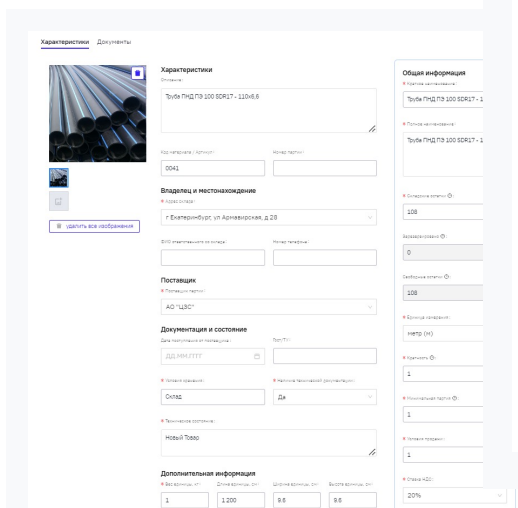 Характеристики Документы
Характеристики
Описание:
Труба ПНД ПЭ 100 SDR17 - 110х6,6
Код материала / Артикул:
Номер партии:
0041
удалить все изображения
Владелец и местонахождение
* Адрес склада:
г Екатеринбург, ул Армавирская, д 28
ФИО ответственного со склада:
Номер телефона:
Поставщик
* Поставщик партии:
АО "ЦЭС"
Документация и состояние
Дата поступления от поставщика:
Гост/ТУ:
ДД.ММ.ГГГГ
* Условия хранения:
* Наличие технической документации:
Склад
Да
* Техническое состояние:
Новый Товар
Дополнительная информация
* Вес единицы, кг:
Длина единицы, см:
Ширина единицы, см:
Высота единицы, см:
1
1 200
9.6
9.6
Общая информация
* Краткое наименование:
Труба ПНД ПЭ 100 SDR17 - 1
* Полное наименование:
Труба ПНД ПЭ 100 SDR17 - 1
* Складские остатки
108
Зарезервировано
0
Свободные остатки
108
* Единица измерения:
метр (м)
* Кратность
1
* Минимальная партия
1
* Условия продажи:
1
* Ставка НДС:
20%